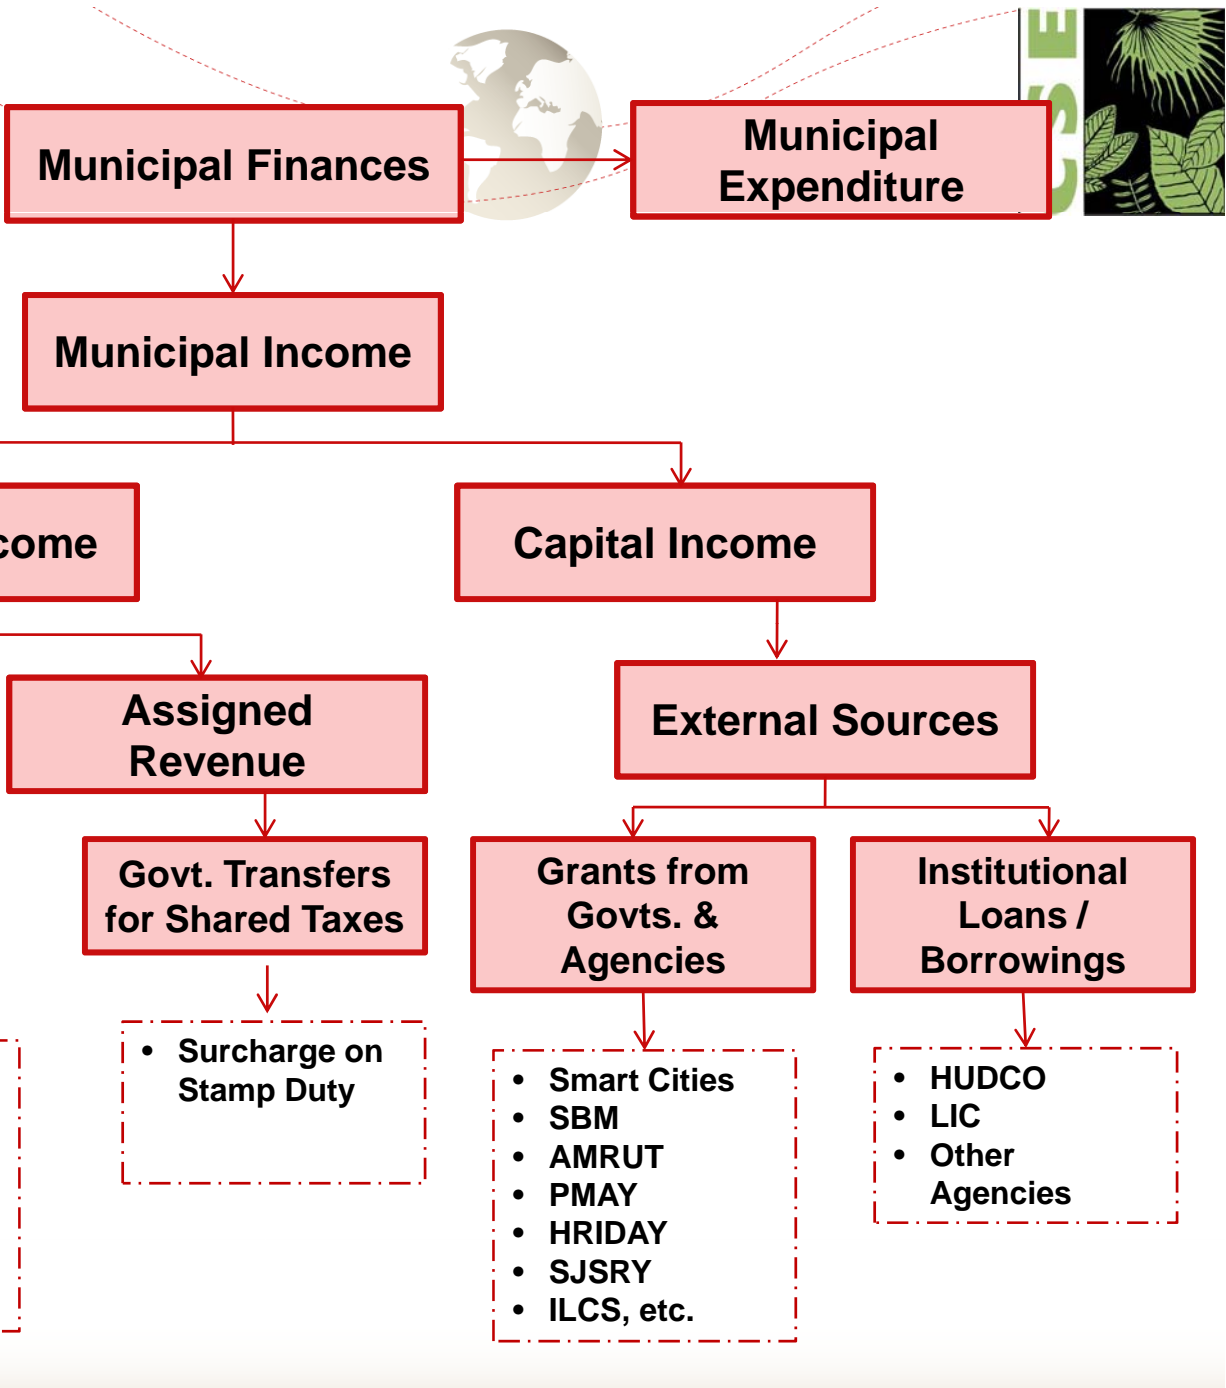 Municipal Finances
Municipal
Expenditure
CSE
Municipal Income
come
Capital Income
Assigned
Revenue
External Sources
Govt. Transfers
for Shared Taxes
Grants from
Govts. &
Agencies
Institutional
Loans /
Borrowings
• Surcharge on
Stamp Duty
• Smart Cities
• SBM
• AMRUT
• PMAY
• HRIDAY
• SJSRY
• ILCS, etc.
• HUDCO
• LIC
• Other
Agencies